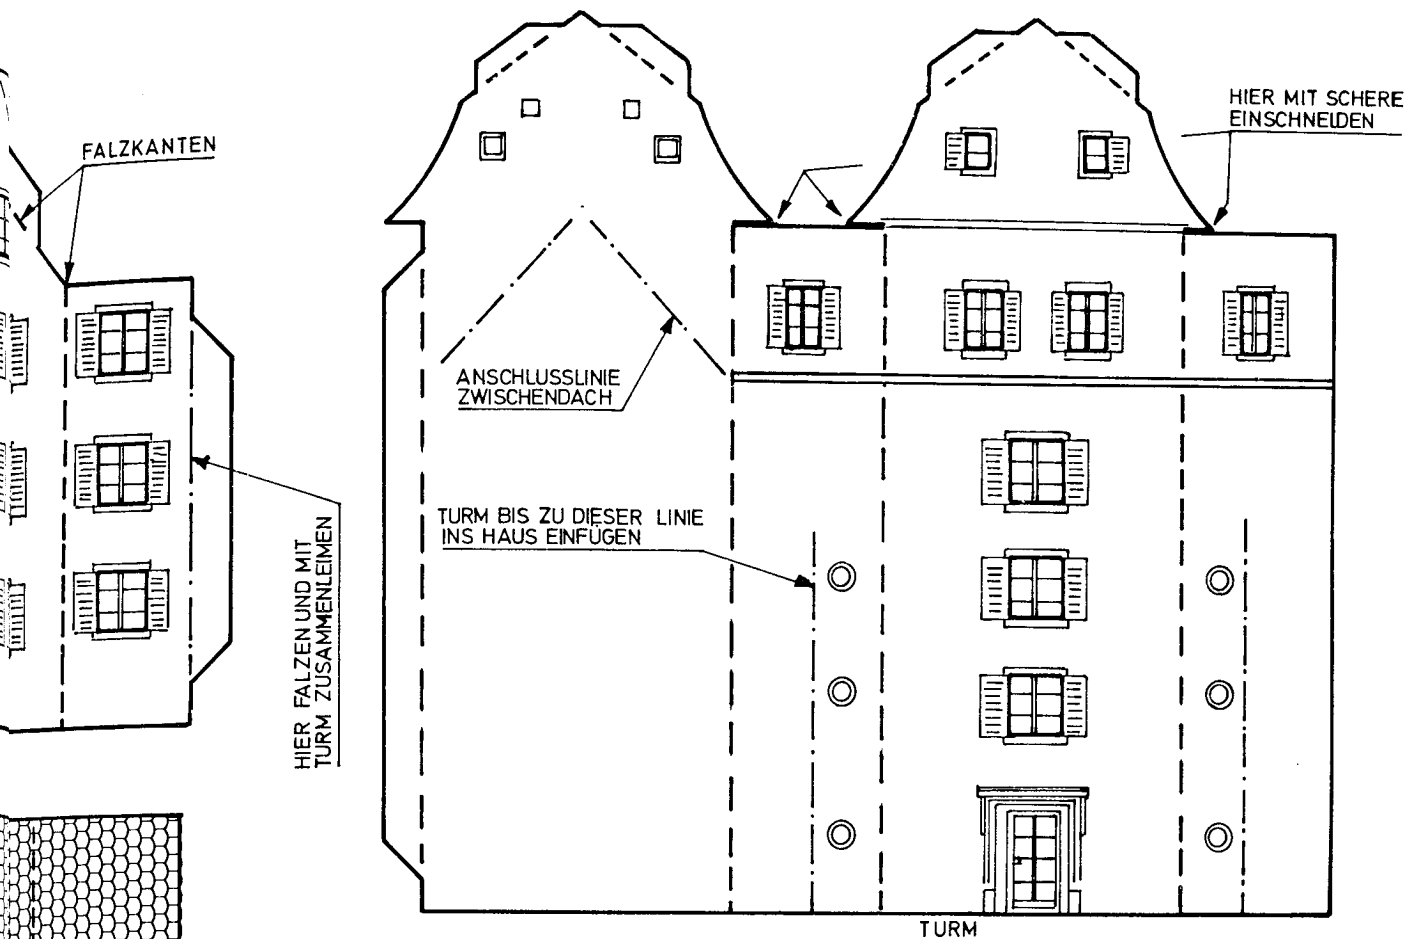 FALZKANTEN
HIER MIT SCHERE
EINSCHNEIDEN
ANSCHLUSSLINIE
ZWISCHENDACH
TURM BIS ZU DIESER LINIE
INS HAUS EINFÜGEN
HIER FALZEN UND MIT
TURM ZUSAMMENLEIMEN
TURM